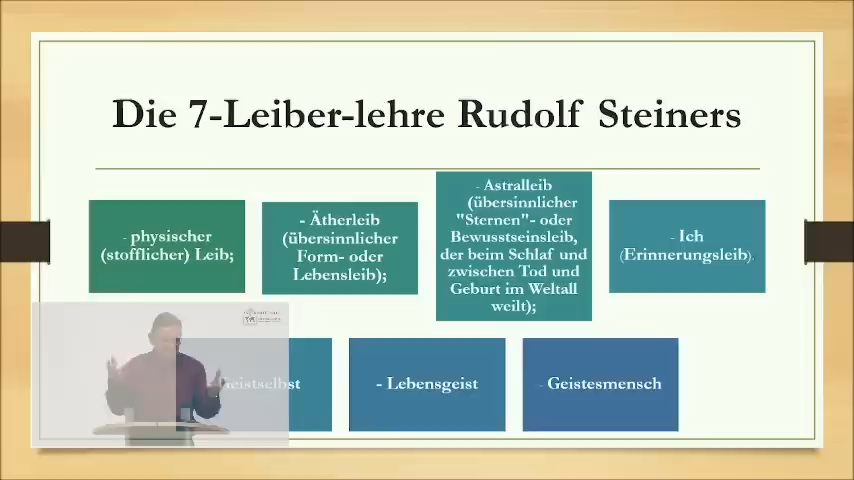 Die 7-Leiber-lehre Rudolf Steiners
- physischer
(stofflicher) Leib;
- Ätherleib
(übersinnlicher
Form- oder
Lebensleib);
- Astralleib
(übersinnlicher
"Sternen"- oder
Bewusstseinsleib,
der beim Schlaf und
zwischen Tod und
Geburt im Weltall
weilt);
- Ich
(Erinnerungsleib).
Geistselbst
- Lebensgeist
- Geistesmensch